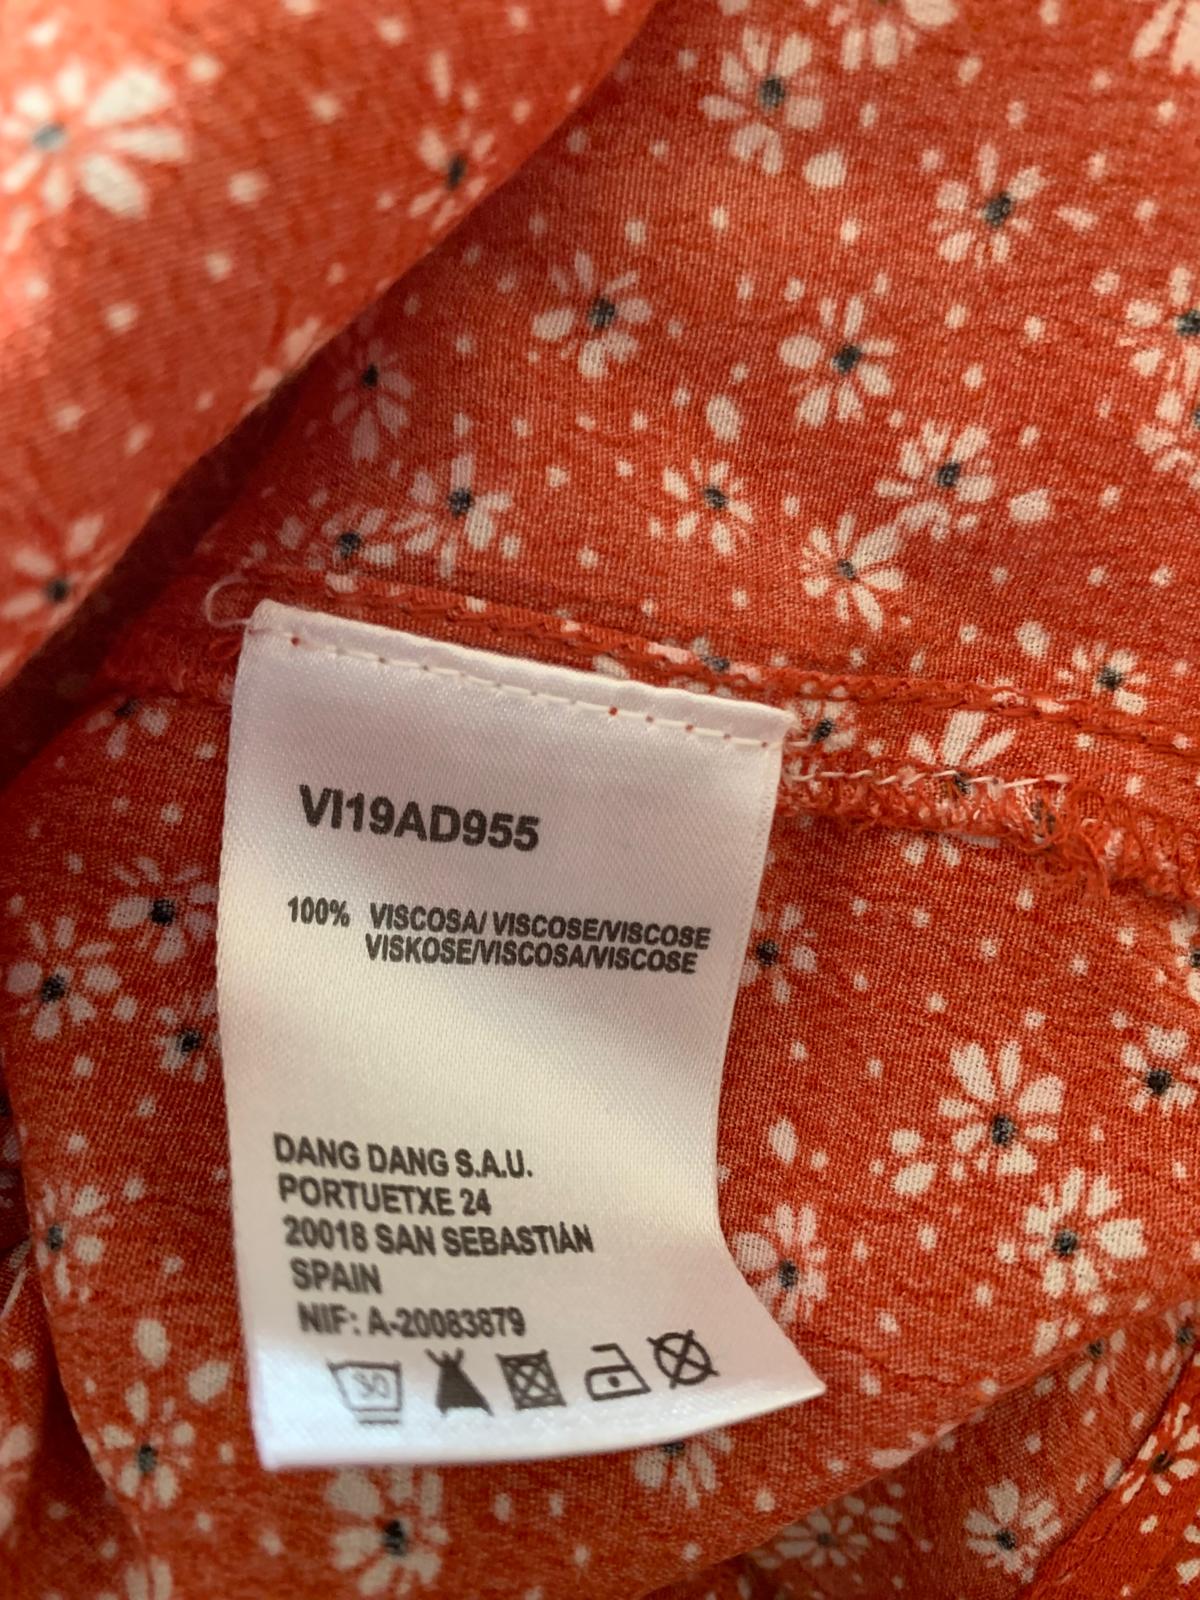 VI19AD955
100% VISCOSA/ VISCOSE/VISCOSE
VISKOSE/VISCOSA/VISCOSE
DANG DANG S.A.U.
PORTUETXE 24
20018 SAN SEBASTIÁN
SPAIN
NIF: A-20083879
30